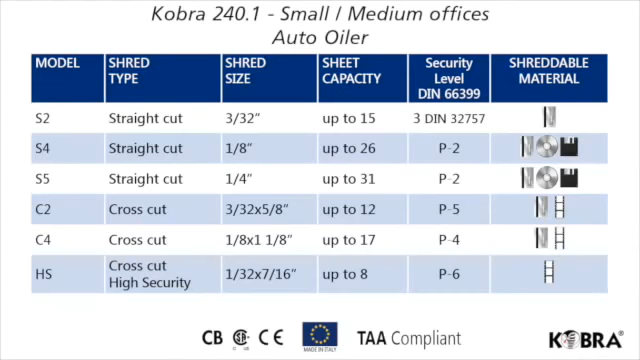 Kobra 240.1 - Small / Medium offices
Auto Oiler
MODEL SHRED TYPE SHRED SIZE SHEET CAPACITY Security Level DIN 66399 SHREDDABLE MATERIAL
S2 Straight cut 3/32” up to 15 3 DIN 32757
S4 Straight cut 1/8” up to 26 P-2
S5 Straight cut 1/4” up to 31 P-2
C2 Cross cut 3/32x5/8” up to 12 P-5
C4 Cross cut 1/8x1 1/8” up to 17 P-4
HS Cross cut High Security 1/32x7/16” up to 8 P-6
CB CE MADE IN ITALY TAA Compliant KOBRA®